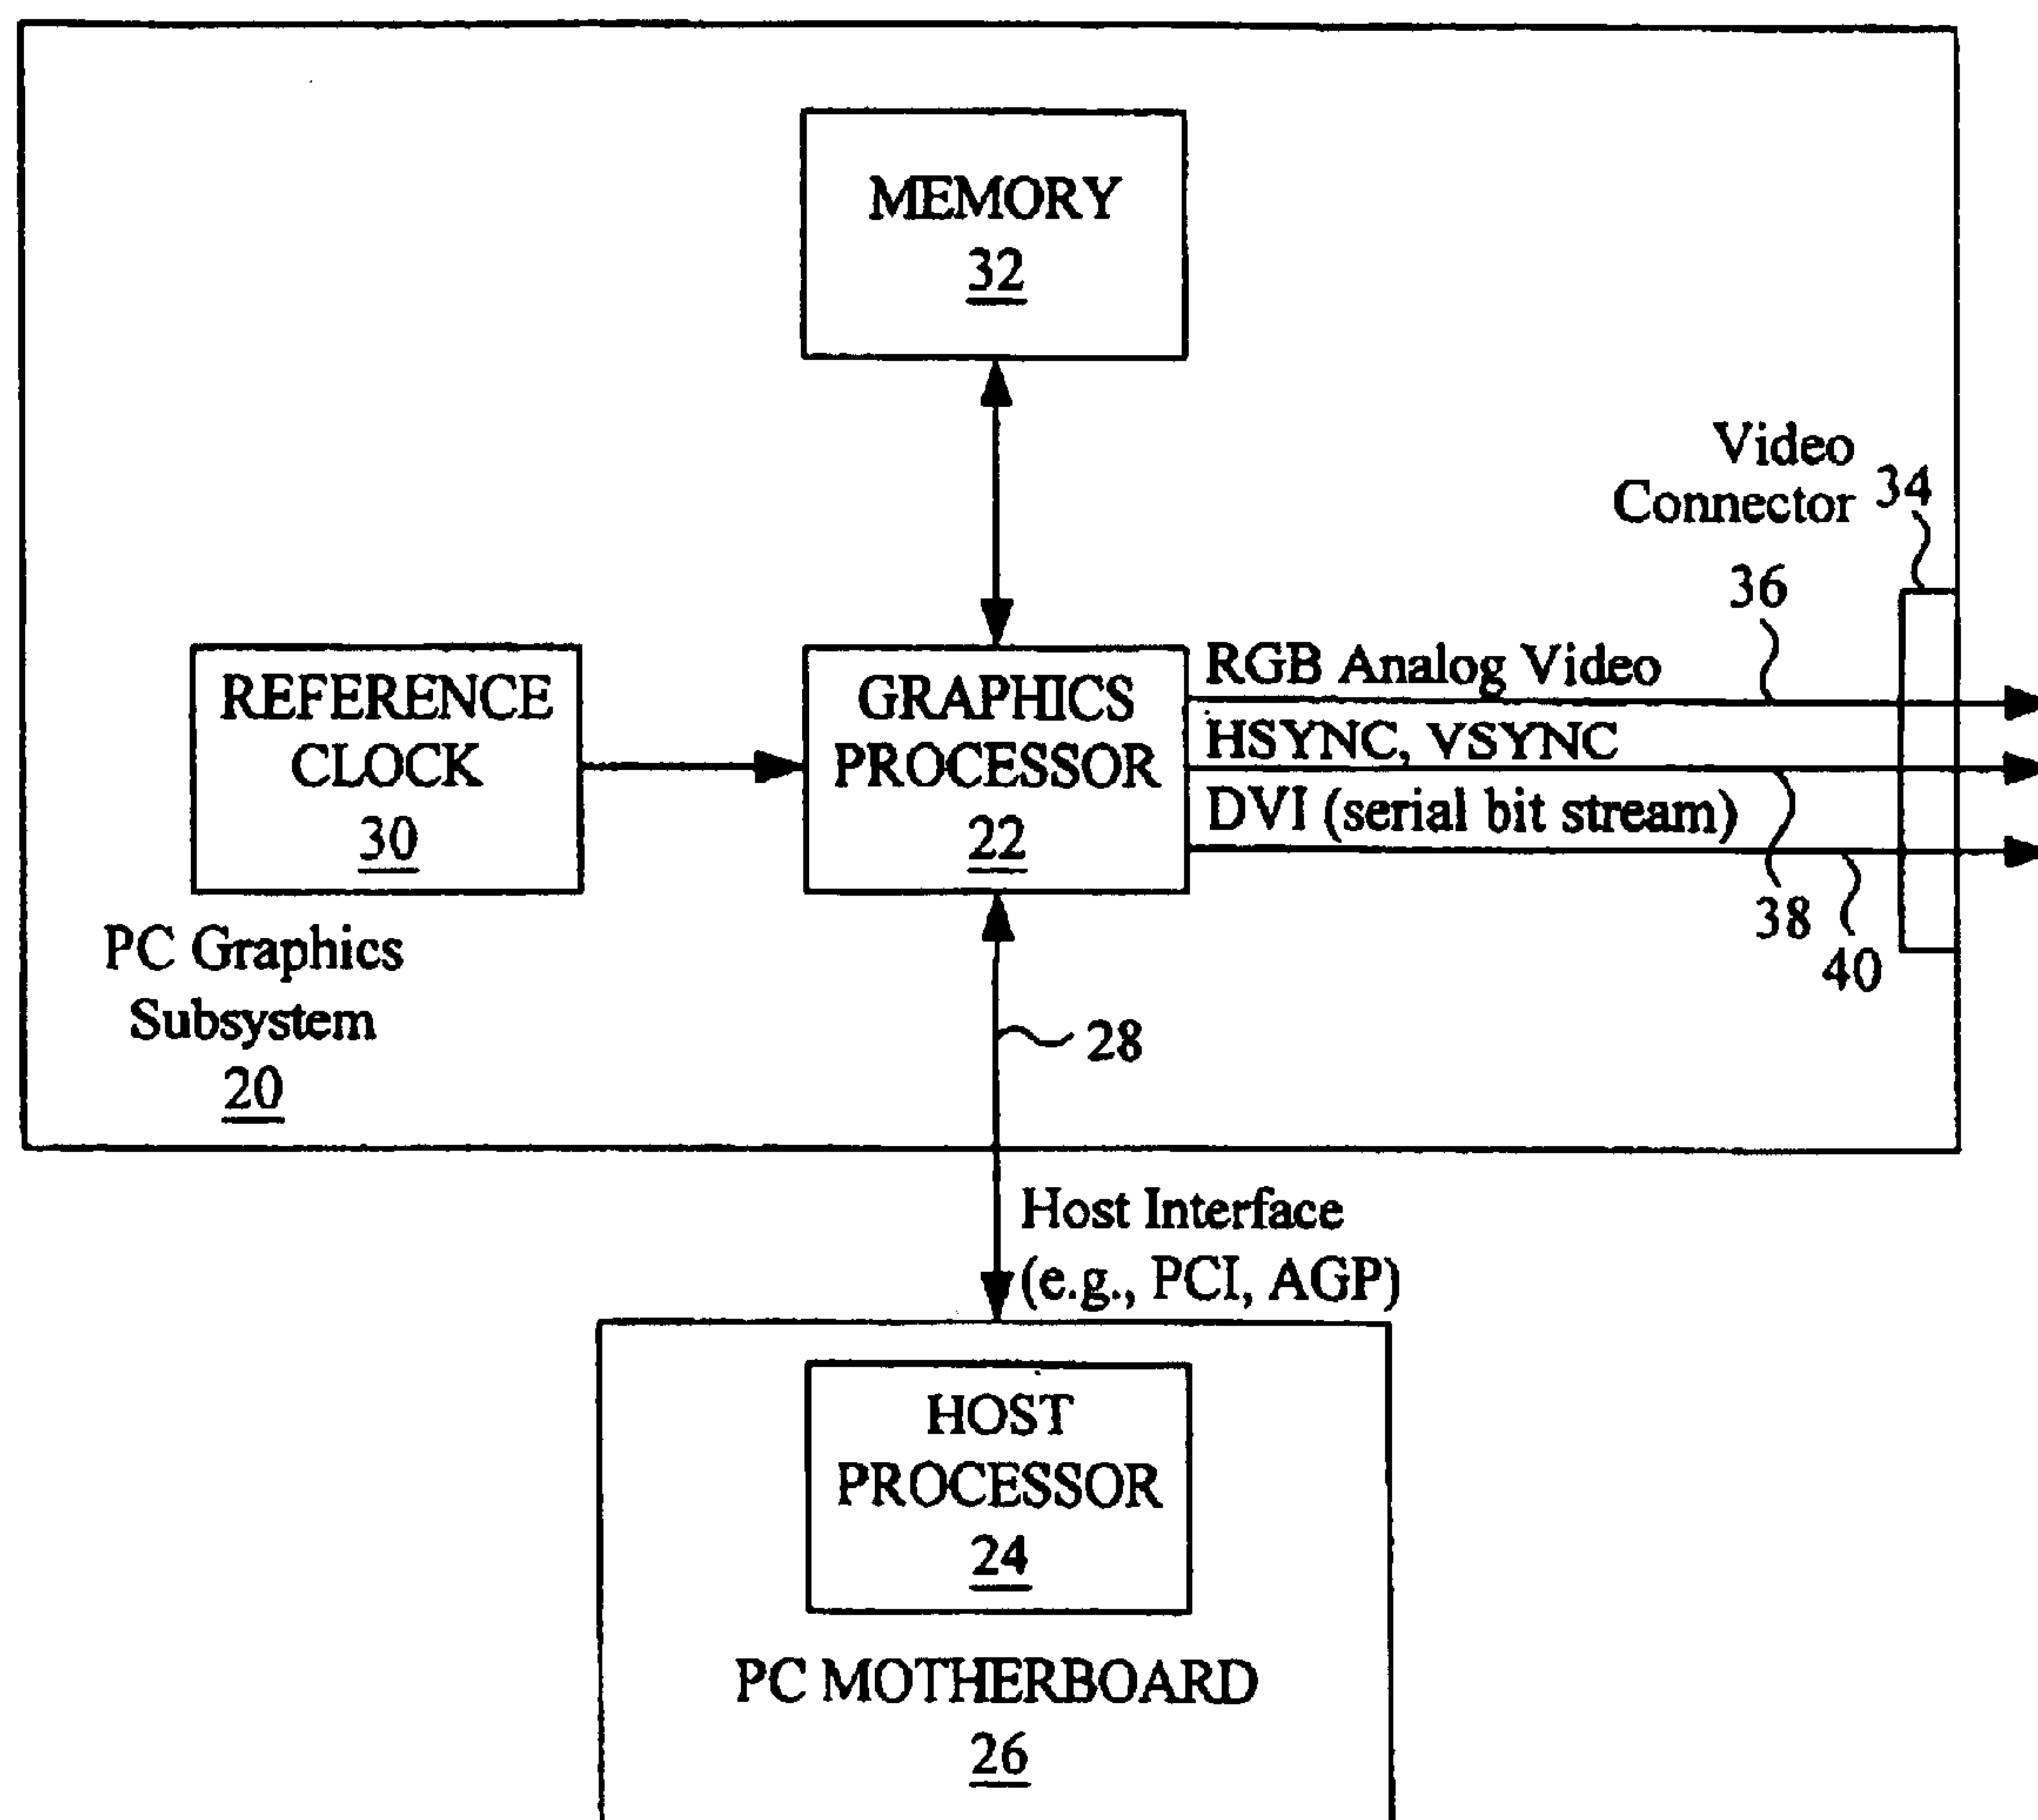 MEMORY
32
Video
Connector 34
36
REFERENCE
CLOCK
30
GRAPHICS
PROCESSOR
22
RGB Analog Video
HSYNC, VSYNC
DVI (serial bit stream)
38
40
PC Graphics
Subsystem
20
28
Host Interface
(e.g., PCI, AGP)
HOST
PROCESSOR
24
PC MOTHERBOARD
26